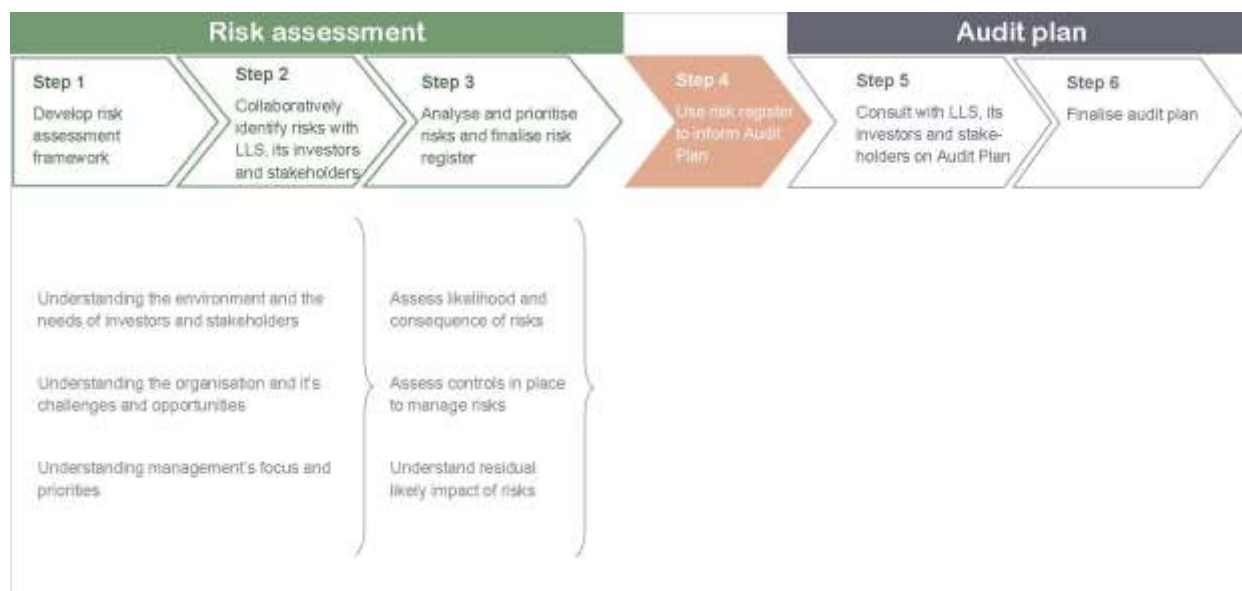 Risk assessment
Audit plan
Step 1
Develop risk
assessment
framework
Step 2
Collaboratively
identify risks with
LLS, its investors
and stakeholders
Step 3
Analyse and prioritise
risks and finalise risk
register
Step 4
Use risk register
to inform Audit
Plan
Step 5
Consult with LLS, its
investors and stake-
holders on Audit Plan
Step 6
Finalise audit plan
Understanding the environment and the
needs of investors and stakeholders
Understanding the organisation and it's
challenges and opportunities
Understanding management's focus and
priorities
Assess likelihood and
consequence of risks
Assess controls in place
to manage risks
Understand residual
likely impact of risks